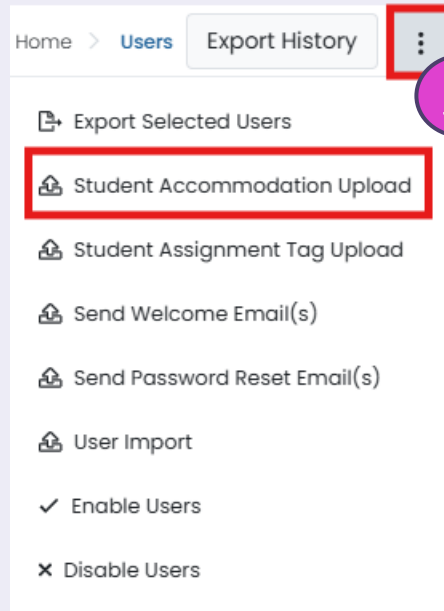 Home > Users Export History
Export Selected Users
Student Accommodation Upload
Student Assignment Tag Upload
Send Welcome Email(s)
Send Password Reset Email(s)
User Import
Enable Users
Disable Users